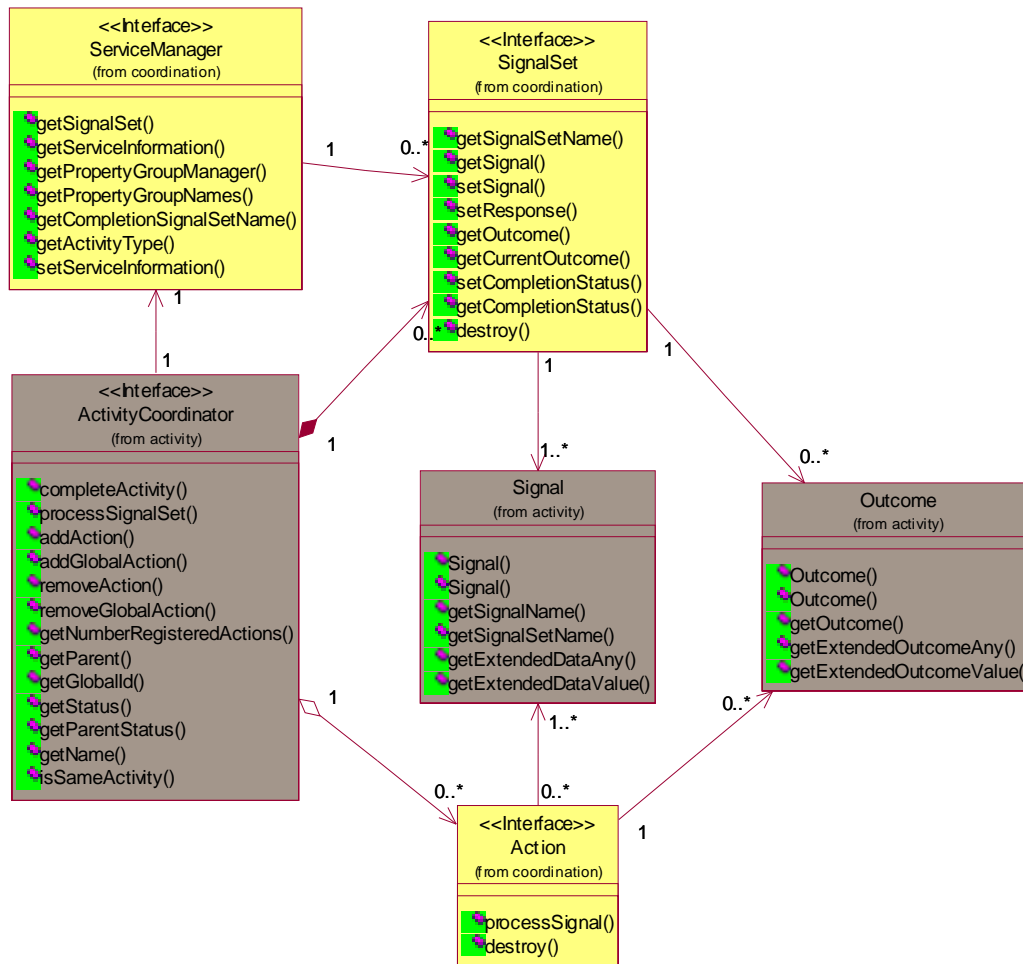 <<Interface>>
ServiceManager
(from coordination)
getSignalSet()
getServiceInformation()
getPropertyGroupManager()
getPropertyGroupNames()
getCompletionSignalSetName()
getActivityType()
setServiceInformation()
<<Interface>>
SignalSet
(from coordination)
getSignalSetName()
getSignal()
setSignal()
setResponse()
getOutcome()
getCurrentOutcome()
setCompletionStatus()
getCompletionStatus()
destroy()
1
0..*
1
1
0..*
1
1
1..*
1
0..*
<<Interface>>
ActivityCoordinator
(from activity)
completeActivity()
processSignalSet()
addAction()
addGlobalAction()
removeAction()
removeGlobalAction()
getNumberRegisteredActions()
getParent()
getGlobalId()
getStatus()
getParentStatus()
getName()
isSameActivity()
Signal
(from activity)
Signal()
Signal()
getSignalName()
getSignalSetName()
getExtendedDataAny()
getExtendedDataValue()
Outcome
(from activity)
Outcome()
Outcome()
getOutcome()
getExtendedOutcomeAny()
getExtendedOutcomeValue()
1
0..*
1..*
0..*
0..*
1
<<Interface>>
Action
(from coordination)
processSignal()
destroy()